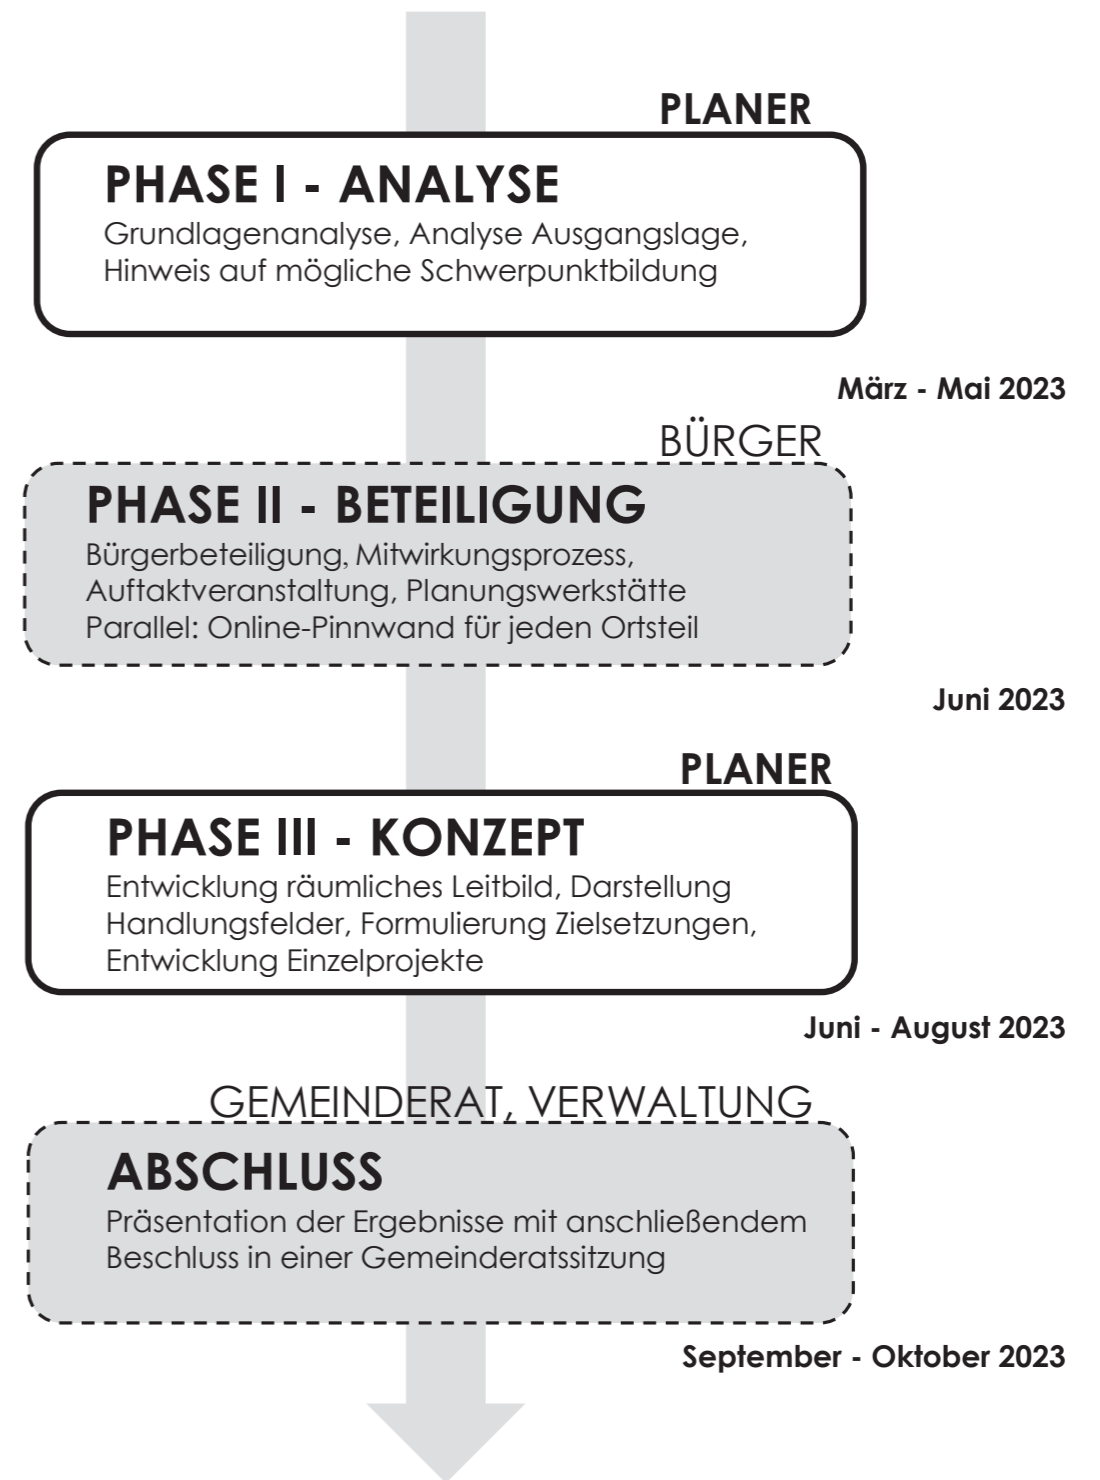 PLANER
PHASE I - ANALYSE
Grundlagenanalyse, Analyse Ausgangslage,
Hinweis auf mögliche Schwerpunktbildung
März - Mai 2023
BÜRGER
PHASE II - BETEILIGUNG
Bürgerbeteiligung, Mitwirkungsprozess,
Auftaktveranstaltung, Planungswerkstätte
Parallel: Online-Pinnwand für jeden Ortsteil
Juni 2023
PLANER
PHASE III - KONZEPT
Entwicklung räumliches Leitbild, Darstellung
Handlungsfelder, Formulierung Zielsetzungen,
Entwicklung Einzelprojekte
Juni - August 2023
GEMEINDERAT, VERWALTUNG
ABSCHLUSS
Präsentation der Ergebnisse mit anschließendem
Beschluss in einer Gemeinderatssitzung
September - Oktober 2023